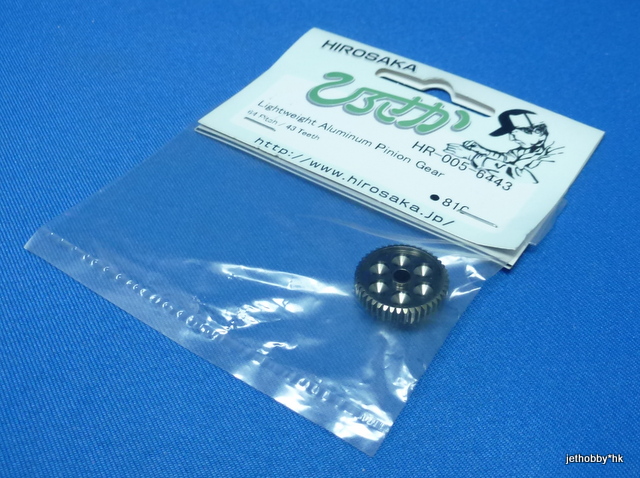 HIROSAKA
ひろさか
Lightweight Aluminum Pinion Gear
64 Pitch / 43 Teeth
HR-005-6443
http://www.hirosaka.jp/
jethobby*hk